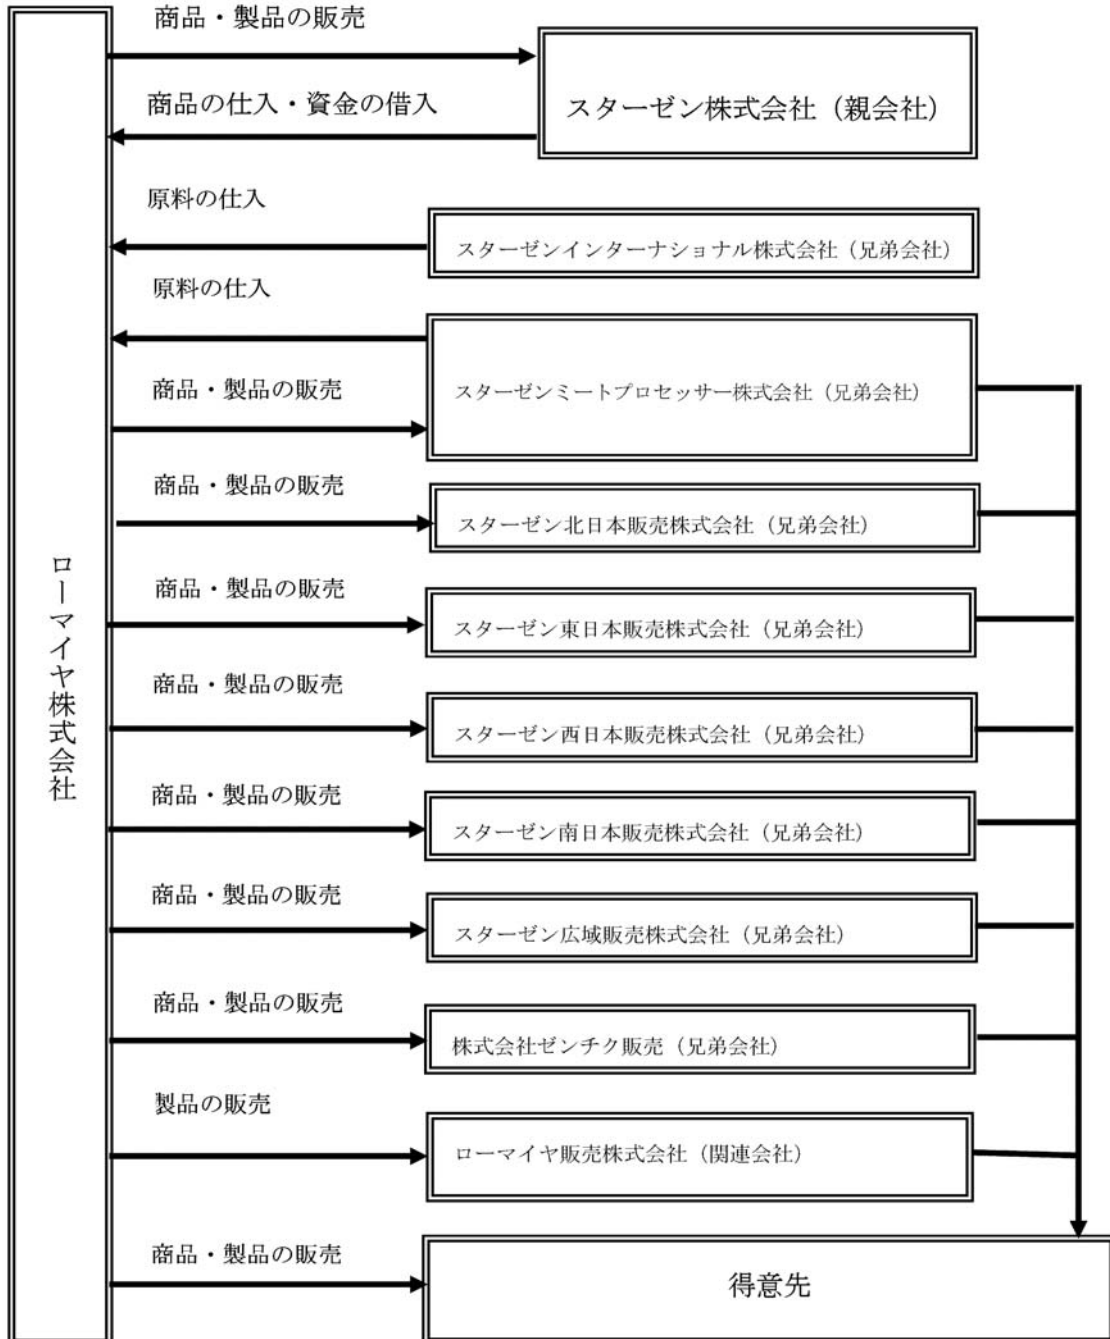 商品・製品の販売
スターゼン株式会社（親会社）
商品の仕入・資金の借入
原料の仕入
スターゼンインターナショナル株式会社（兄弟会社）
原料の仕入
スターゼンミートプロセッサー株式会社（兄弟会社）
商品・製品の販売
商品・製品の販売
スターゼン北日本販売株式会社（兄弟会社）
ローマイヤ株式会社
商品・製品の販売
スターゼン東日本販売株式会社（兄弟会社）
商品・製品の販売
スターゼン西日本販売株式会社（兄弟会社）
商品・製品の販売
スターゼン南日本販売株式会社（兄弟会社）
商品・製品の販売
スターゼン広域販売株式会社（兄弟会社）
商品・製品の販売
株式会社ゼンチク販売（兄弟会社）
製品の販売
ローマイヤ販売株式会社（関連会社）
商品・製品の販売
得意先